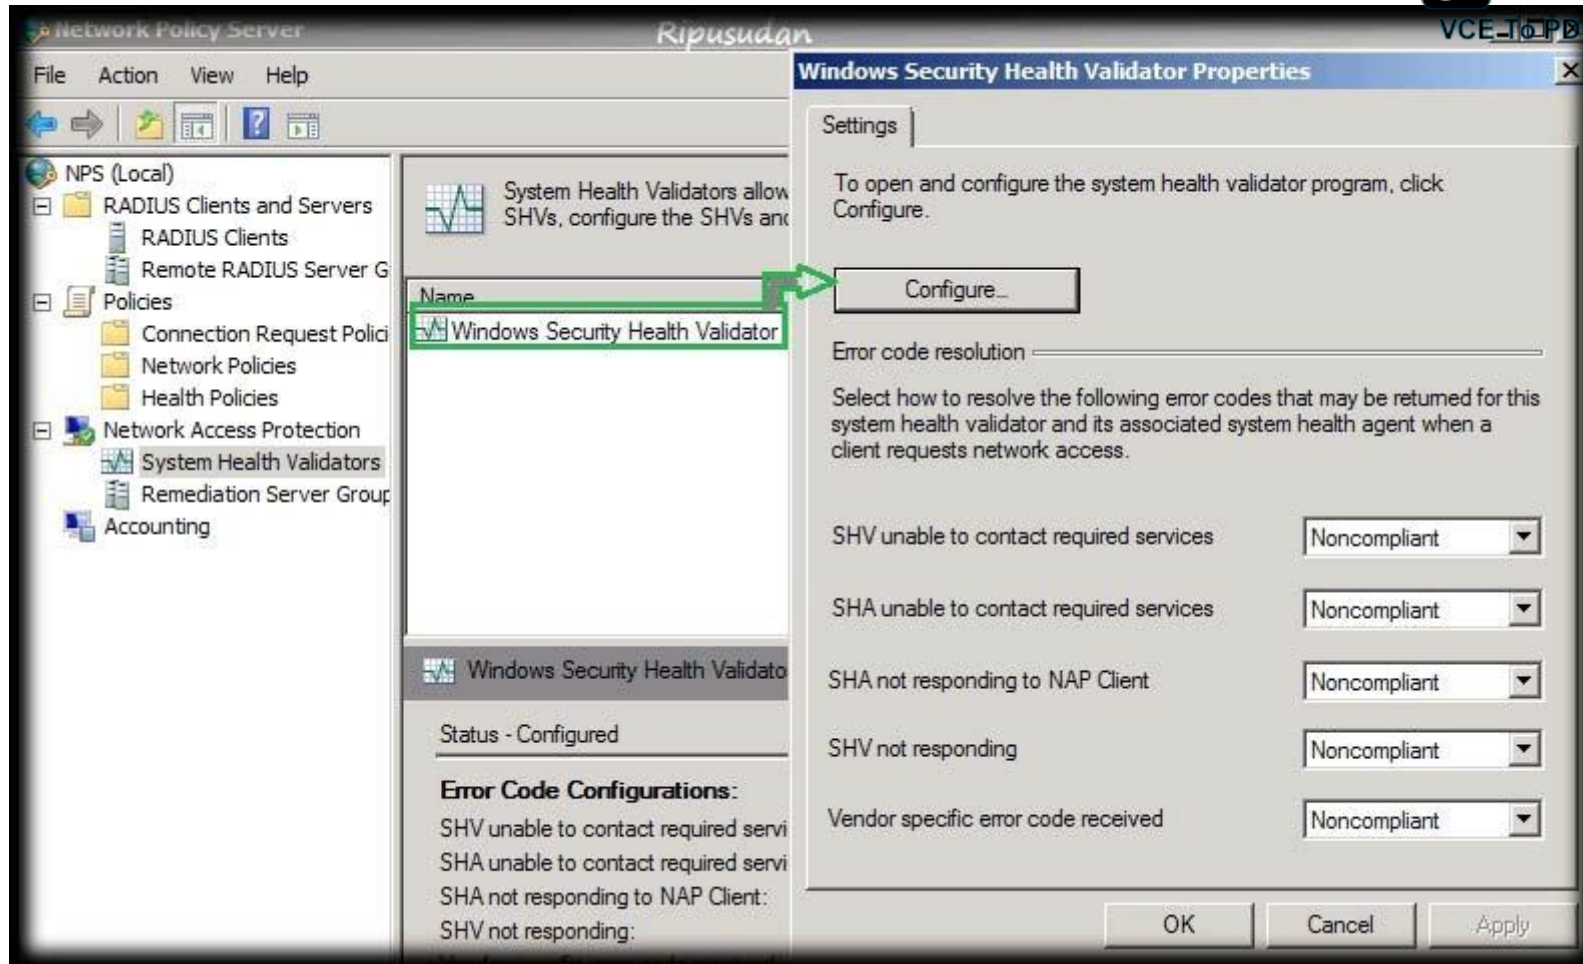 Network Policy Server
Ripusudan
VCE To PD
File Action View Help
NPS (Local)
RADIUS Clients and Servers
RADIUS Clients
Remote RADIUS Server G
Policies
Connection Request Polici
Network Policies
Health Policies
Network Access Protection
System Health Validators
Remediation Server Group
Accounting
System Health Validators allow
SHVs, configure the SHVs and
Name
Windows Security Health Validator
Windows Security Health Validato
Status - Configured
Error Code Configurations:
SHV unable to contact required servi
SHA unable to contact required servi
SHA not responding to NAP Client:
SHV not responding:
Windows Security Health Validator Properties
Settings
To open and configure the system health validator program, click
Configure.
Configure...
Error code resolution
Select how to resolve the following error codes that may be returned for this
system health validator and its associated system health agent when a
client requests network access.
SHV unable to contact required services Noncompliant
SHA unable to contact required services Noncompliant
SHA not responding to NAP Client Noncompliant
SHV not responding Noncompliant
Vendor specific error code received Noncompliant
OK Cancel Apply